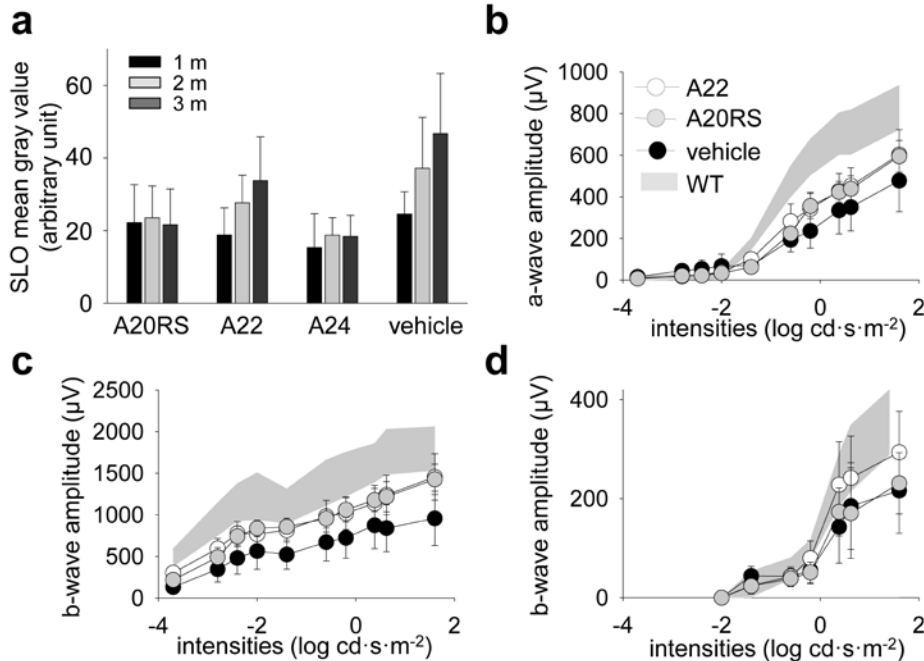 a
SLO mean gray value
(arbitrary unit)
60
40
20
0
1 m
2 m
3 m
A20RS
A22
A24
vehicle
b
a-wave amplitude (µV)
1000
800
600
400
200
0
A22
A20RS
vehicle
WT
-4
-2
0
2
intensities (log cd·s·m-2)
c
b-wave amplitude (µV)
2500
2000
1500
1000
500
0
-4
-2
0
2
intensities (log cd·s·m-2)
d
b-wave amplitude (µV)
400
200
0
-4
-2
0
2
intensities (log cd·s·m-2)